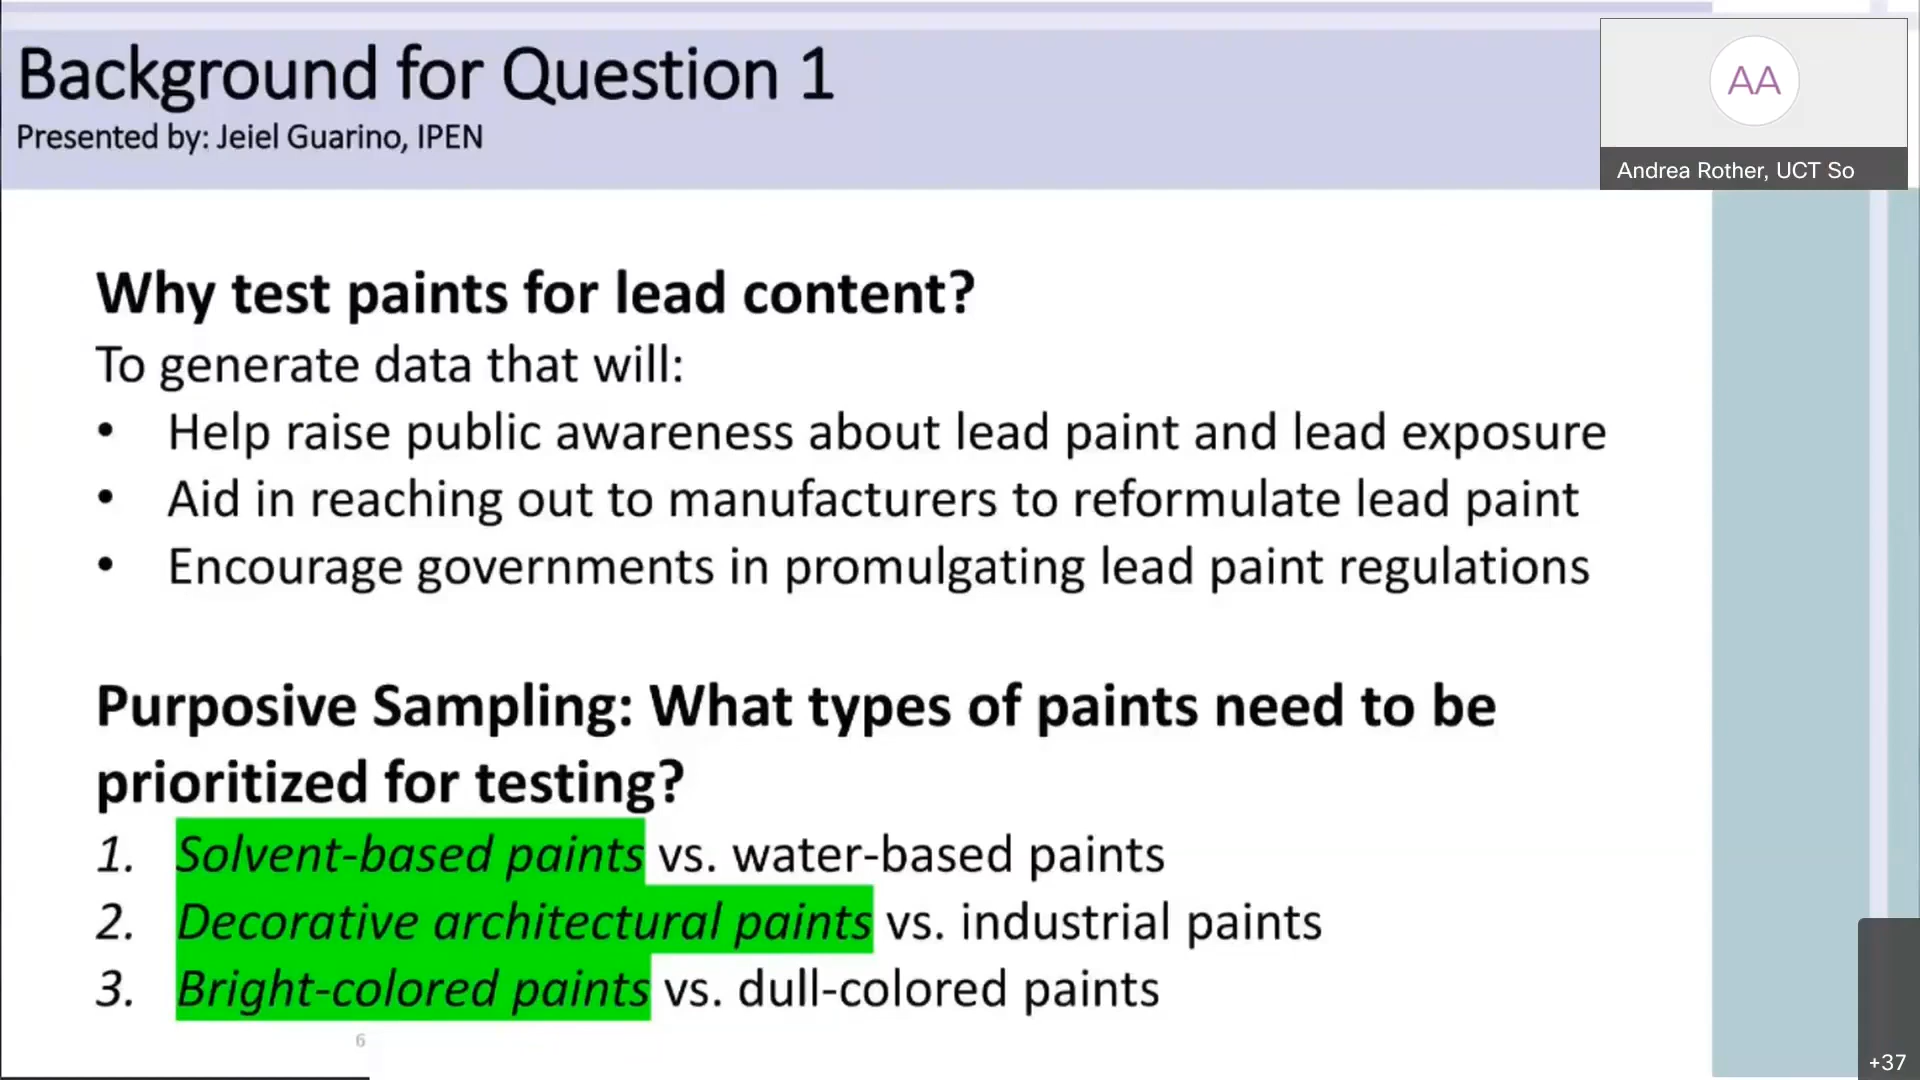 Background for Question 1
Presented by: Jeiel Guarino, IPEN
AA
Andrea Rother, UCT So
Why test paints for lead content?
To generate data that will:
• Help raise public awareness about lead paint and lead exposure
• Aid in reaching out to manufacturers to reformulate lead paint
• Encourage governments in promulgating lead paint regulations
Purposive Sampling: What types of paints need to be
prioritized for testing?
1. Solvent-based paints vs. water-based paints
2. Decorative architectural paints vs. industrial paints
3. Bright-colored paints vs. dull-colored paints
6
+37